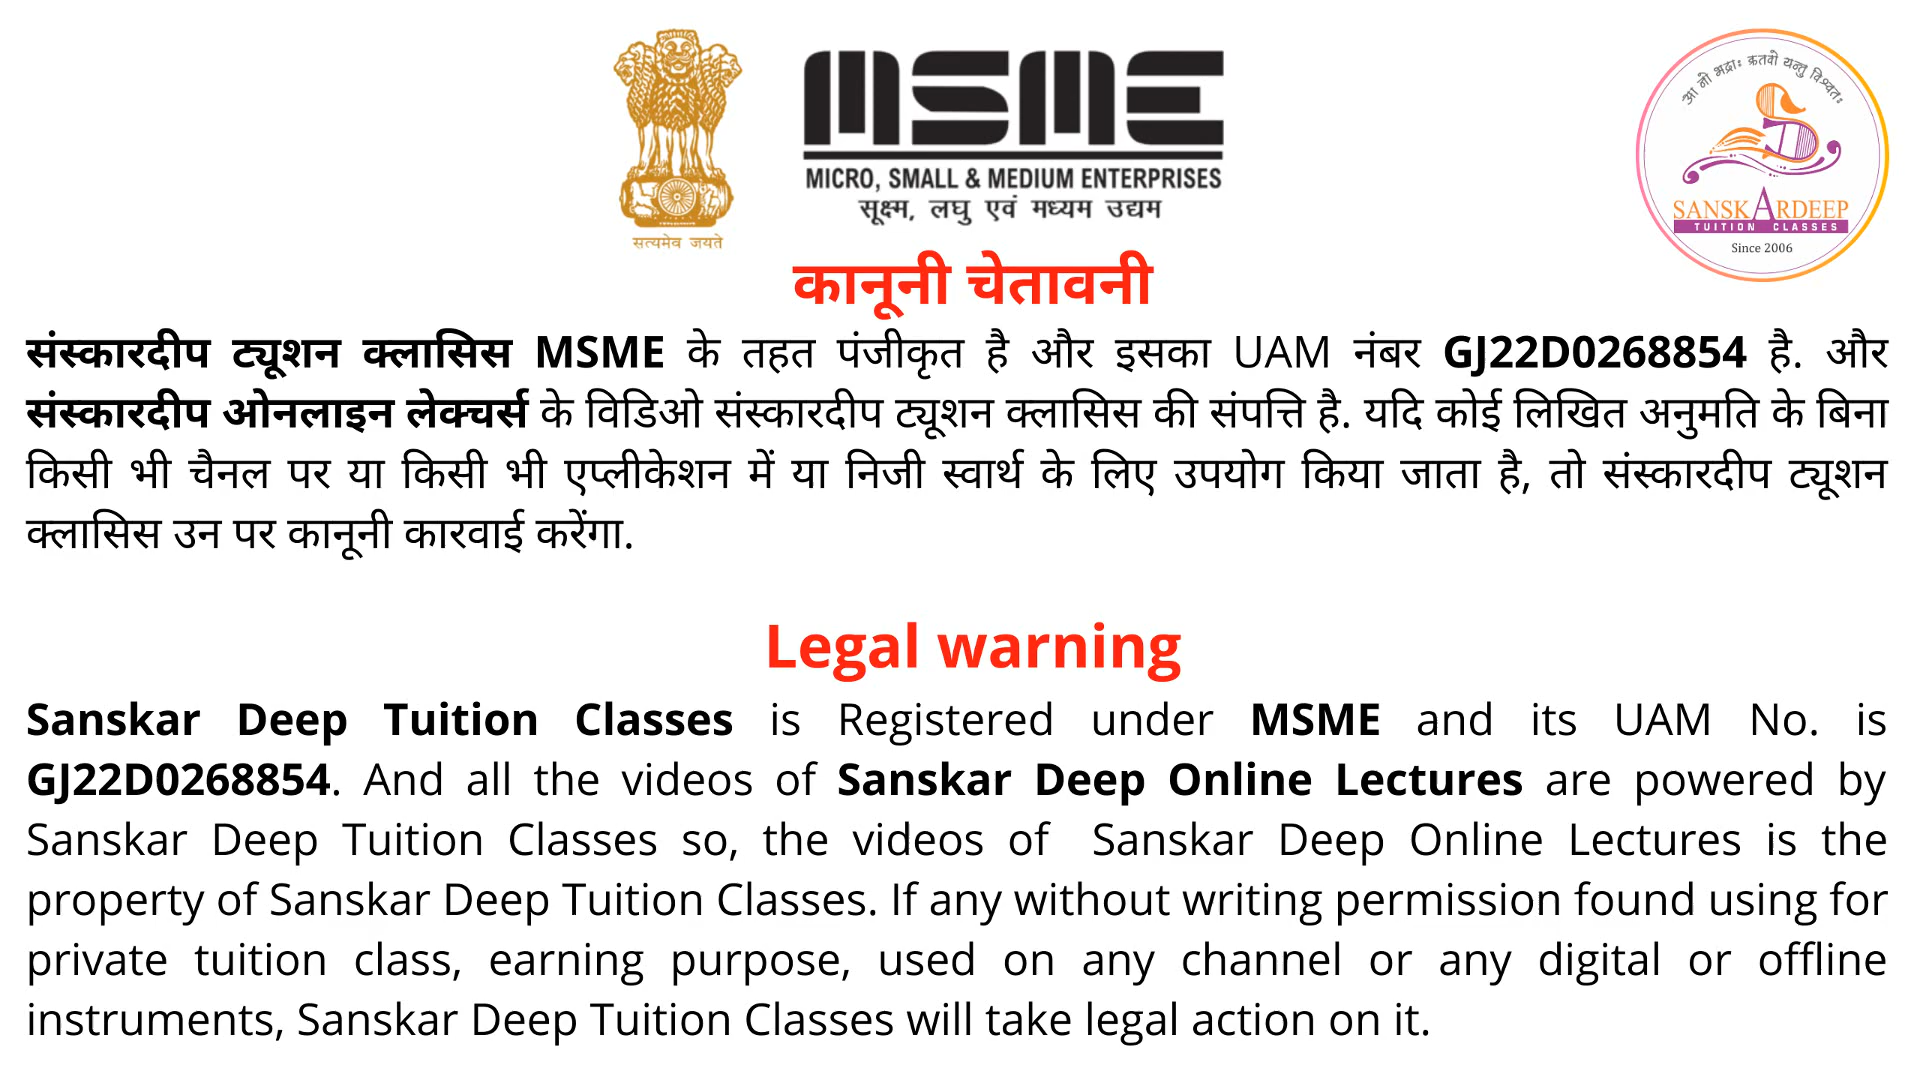 MSME
MICRO, SMALL & MEDIUM ENTERPRISES
सूक्ष्म, लघु एवं मध्यम उद्यम
सत्यमेव जयते
आ नो भद्राः क्रतवो यन्तु विश्वतः
SANSKARDEEP
TUITION CLASSES
Since 2006
कानूनी चेतावनी
संस्कारदीप ट्यूशन क्लासिस MSME के तहत पंजीकृत है और इसका UAM नंबर GJ22D0268854 है. और
संस्कारदीप ओनलाइन लेक्चर्स के विडिओ संस्कारदीप ट्यूशन क्लासिस की संपत्ति है. यदि कोई लिखित अनुमति के बिना
किसी भी चैनल पर या किसी भी एप्लीकेशन में या निजी स्वार्थ के लिए उपयोग किया जाता है, तो संस्कारदीप ट्यूशन
क्लासिस उन पर कानूनी कारवाई करेंगा.
Legal warning
Sanskar Deep Tuition Classes is Registered under MSME and its UAM No. is
GJ22D0268854. And all the videos of Sanskar Deep Online Lectures are powered by
Sanskar Deep Tuition Classes so, the videos of Sanskar Deep Online Lectures is the
property of Sanskar Deep Tuition Classes. If any without writing permission found using for
private tuition class, earning purpose, used on any channel or any digital or offline
instruments, Sanskar Deep Tuition Classes will take legal action on it.